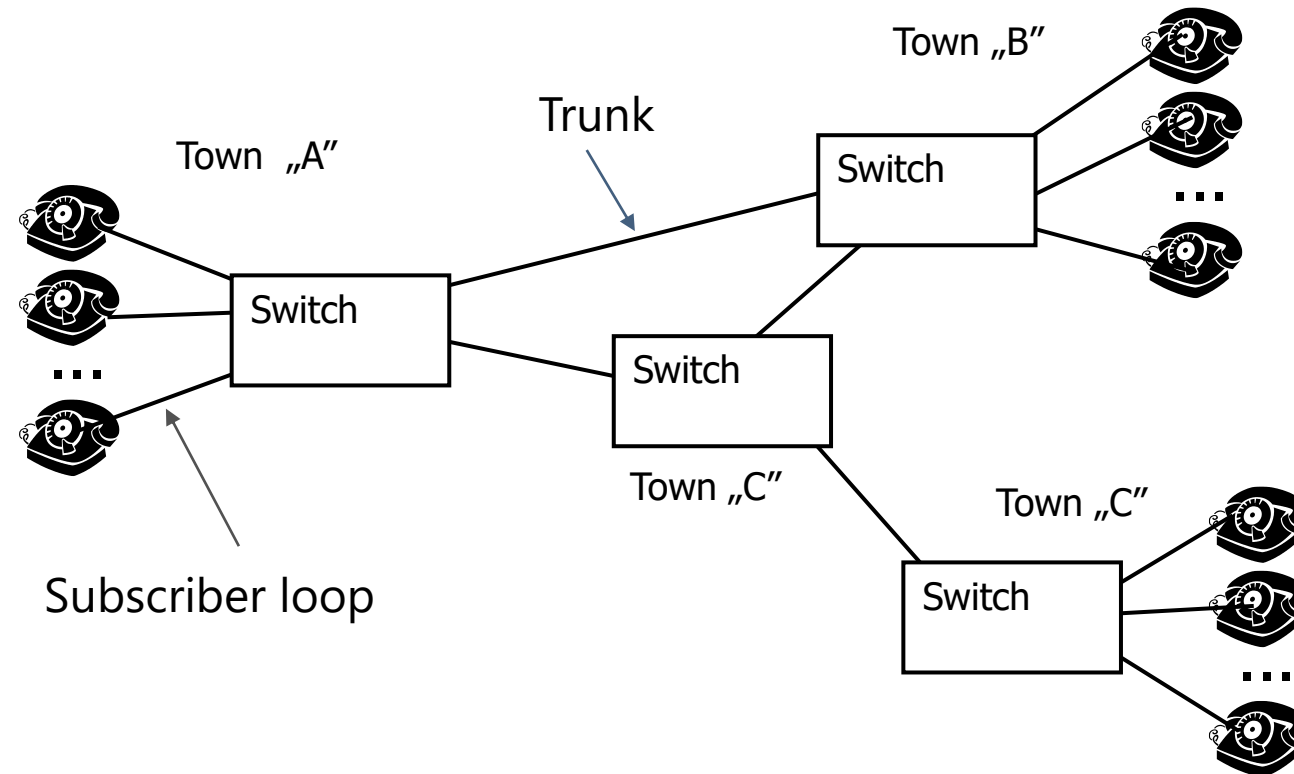 Town „B”
Trunk
Town „A”
Switch
...
Switch
...
Switch
Town „C”
Town „C”
Switch
Subscriber loop
...